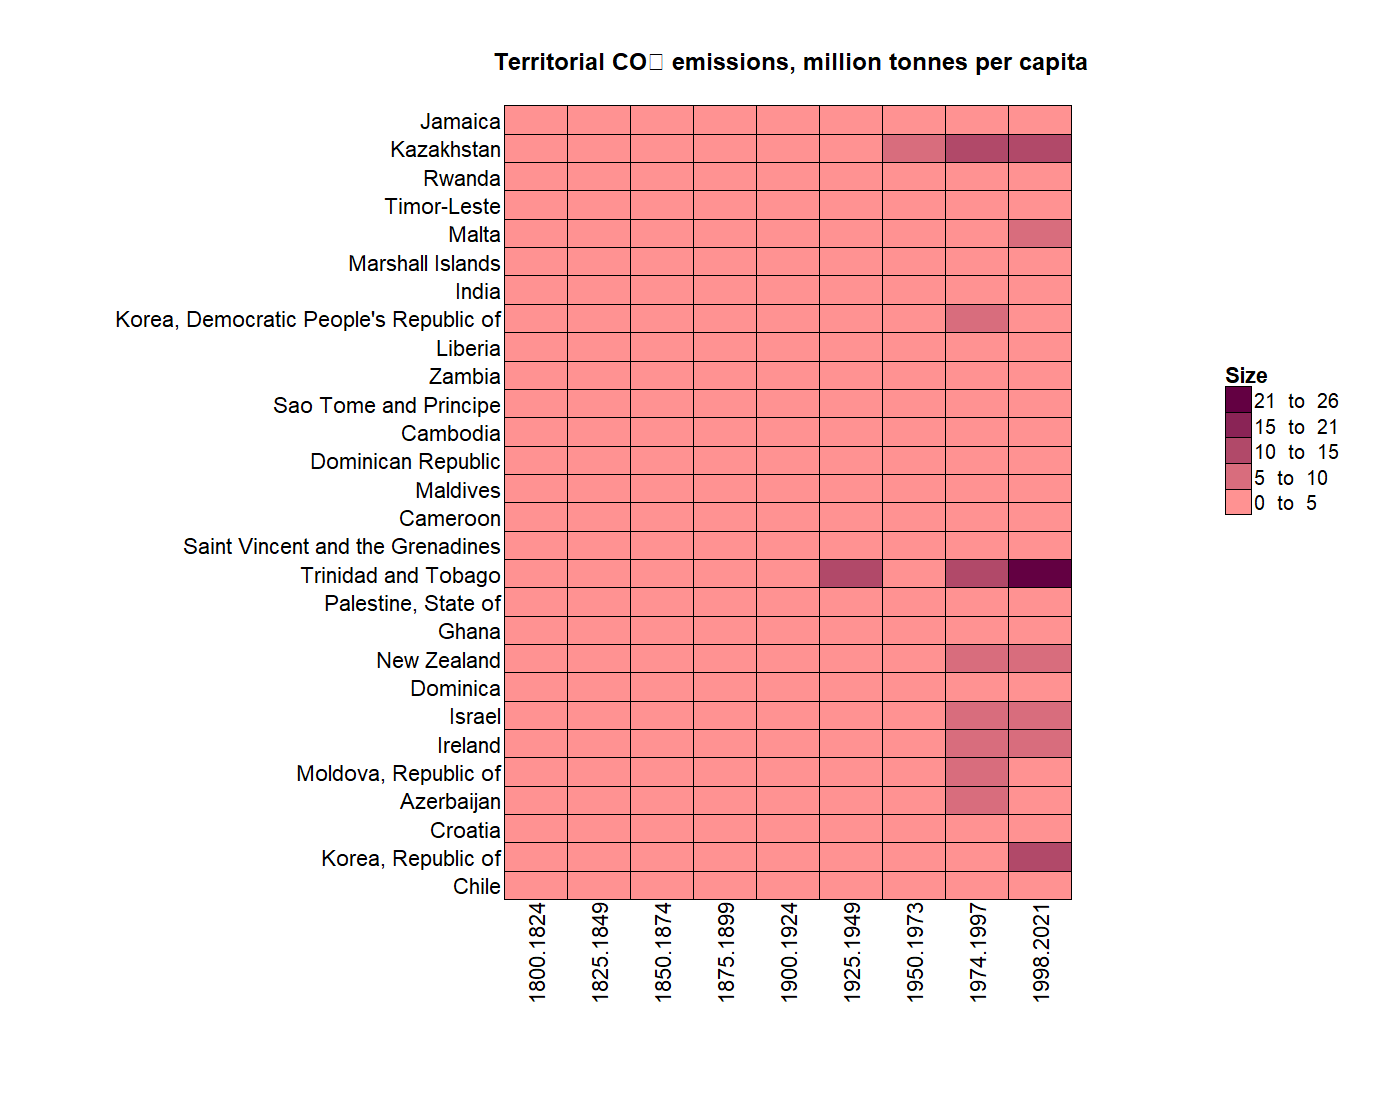 Territorial CO□ emissions, million tonnes per capita
Jamaica
Kazakhstan
Rwanda
Timor-Leste
Malta
Marshall Islands
India
Korea, Democratic People's Republic of
Liberia
Zambia
Sao Tome and Principe
Cambodia
Dominican Republic
Maldives
Cameroon
Saint Vincent and the Grenadines
Trinidad and Tobago
Palestine, State of
Ghana
New Zealand
Dominica
Israel
Ireland
Moldova, Republic of
Azerbaijan
Croatia
Korea, Republic of
Chile
1800.1824
1825.1849
1850.1874
1875.1899
1900.1924
1925.1949
1950.1973
1974.1997
1998.2021
Size
21 to 26
15 to 21
10 to 15
5 to 10
0 to 5